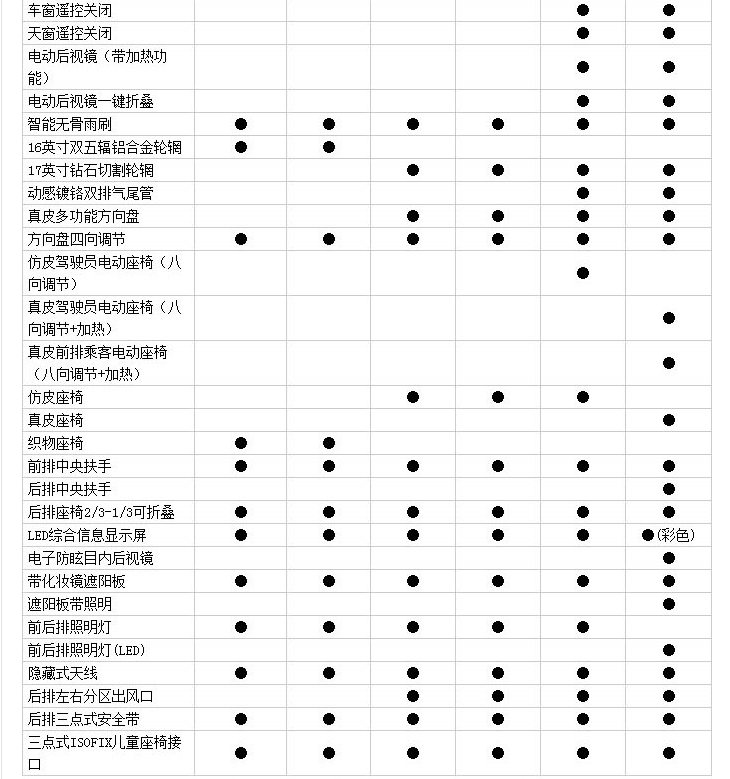 车窗遥控关闭
天窗遥控关闭
电动后视镜（带加热功
能）
电动后视镜一键折叠
智能无骨雨刷
16英寸双五辐铝合金轮辋
17英寸钻石切割轮辋
动感镀铬双排气尾管
真皮多功能方向盘
方向盘四向调节
仿皮驾驶员电动座椅（八
向调节）
真皮驾驶员电动座椅（八
向调节+加热）
真皮前排乘客电动座椅
（八向调节+加热）
仿皮座椅
真皮座椅
织物座椅
前排中央扶手
后排中央扶手
后排座椅2/3-1/3可折叠
LED综合信息显示屏 ●(彩色)
电子防眩目内后视镜
带化妆镜遮阳板
遮阳板带照明
前后排照明灯
前后排照明灯(LED)
隐藏式天线
后排左右分区出风口
后排三点式安全带
三点式ISOFIX儿童座椅接
口